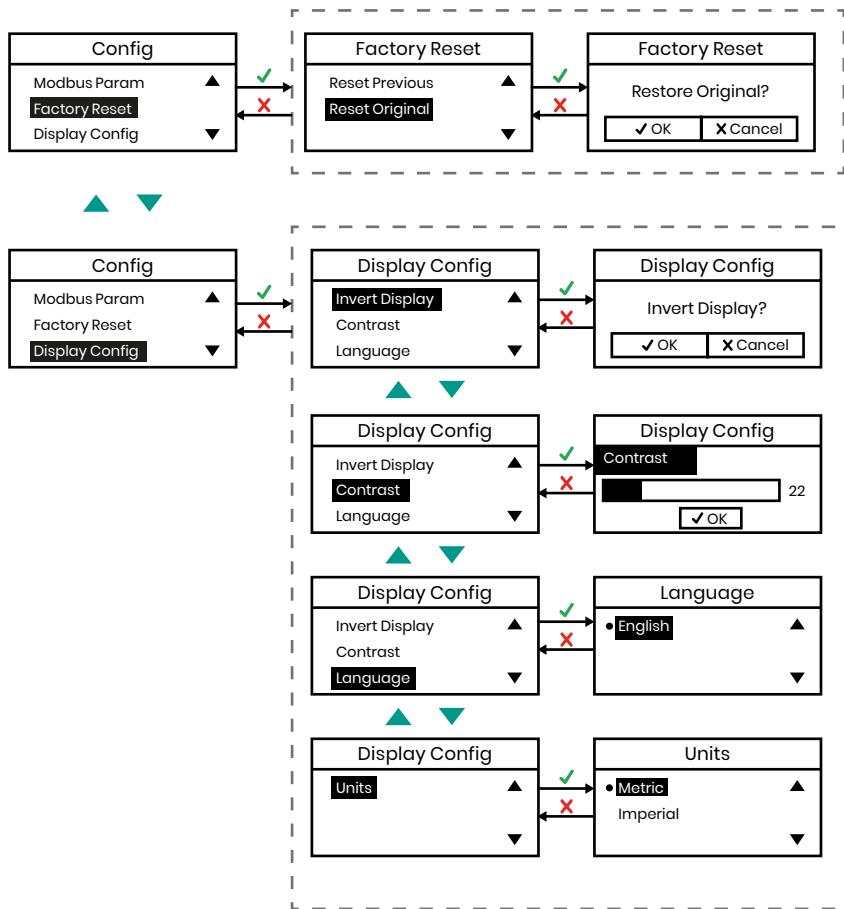 Config
Modbus Param
Factory Reset
Display Config
Factory Reset
Reset Previous
Reset Original
Factory Reset
Restore Original?
✓ OK
✗ Cancel
Config
Modbus Param
Factory Reset
Display Config
Display Config
Invert Display
Contrast
Language
Display Config
Invert Display?
✓ OK
✗ Cancel
Display Config
Invert Display
Contrast
Language
Display Config
Contrast
22
✓ OK
Display Config
Invert Display
Contrast
Language
Language
• English
Display Config
Units
Units
• Metric
Imperial